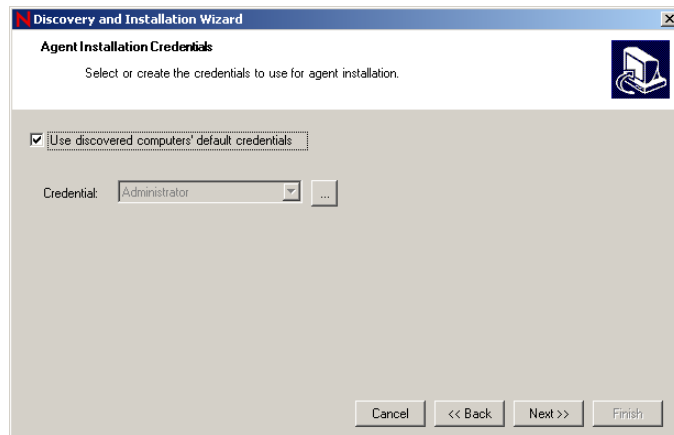 Discovery and Installation Wizard
Agent Installation Credentials
Select or create the credentials to use for agent installation.
Use discovered computers' default credentials
Credential: Administrator ...
Cancel << Back Next >> Finish